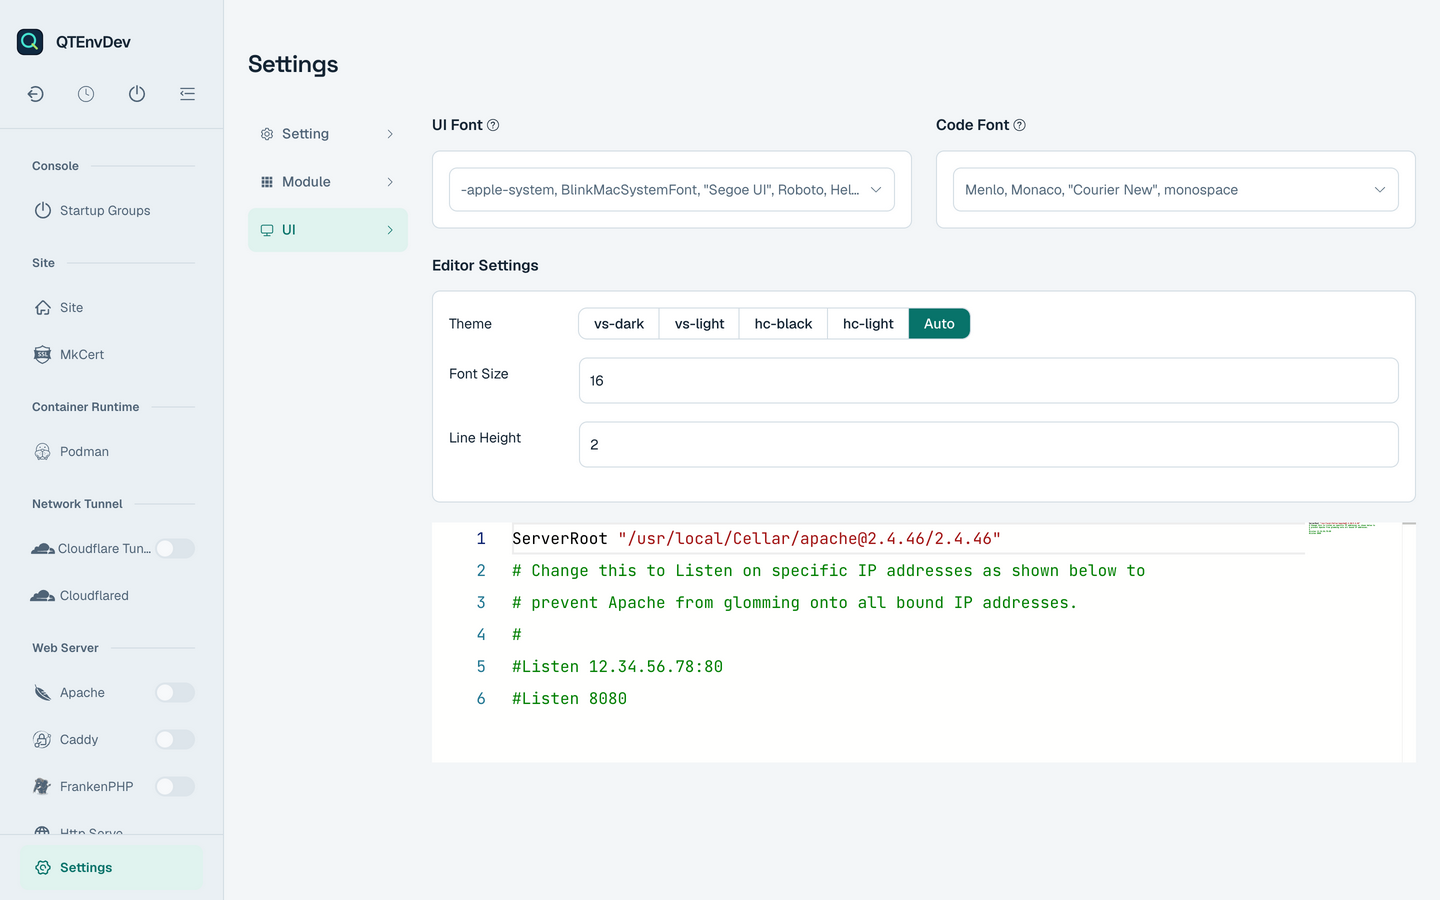 QTEnvDev
Console
Startup Groups
Site
Site
MkCert
Container Runtime
Podman
Network Tunnel
Cloudflare Tun...
Cloudflared
Web Server
Apache
Caddy
FrankenPHP
Http Serve
Settings
Settings
Setting
Module
UI
UI Font
Code Font
-apple-system, BlinkMacSystemFont, "Segoe UI", Roboto, Hel...
Menlo, Monaco, "Courier New", monospace
Editor Settings
Theme vs-dark vs-light hc-black hc-light Auto
Font Size 16
Line Height 2
1 ServerRoot "/usr/local/Cellar/apache@2.4.46/2.4.46"
2 # Change this to Listen on specific IP addresses as shown below to
3 # prevent Apache from glomming onto all bound IP addresses.
4 #
5 #Listen 12.34.56.78:80
6 #Listen 8080